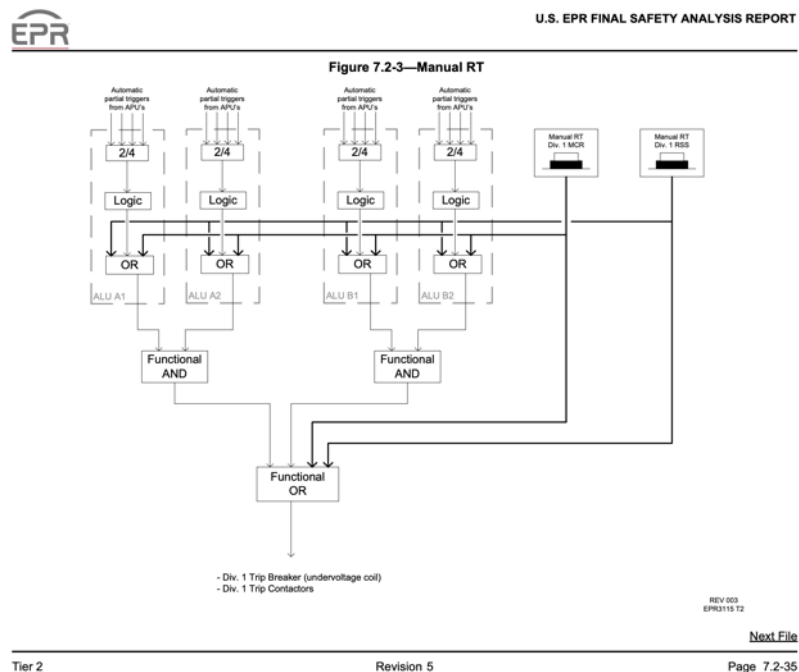 EPR
U.S. EPR FINAL SAFETY ANALYSIS REPORT
Figure 7.2-3—Manual RT
Automatic
partial triggers
from APU's
Automatic
partial triggers
from APU's
Automatic
partial triggers
from APU's
Automatic
partial triggers
from APU's
Manual RT
Div. 1 MCR
Manual RT
Div. 1 RSS
2/4
2/4
2/4
2/4
Logic
Logic
Logic
Logic
OR
OR
OR
OR
ALU A1
ALU A2
ALU B1
ALU B2
Functional
AND
Functional
AND
Functional
OR
- Div. 1 Trip Breaker (undervoltage coil)
- Div. 1 Trip Contactors
REV 003
EPR3115 T2
Next File
Tier 2 Revision 5 Page 7.2-35